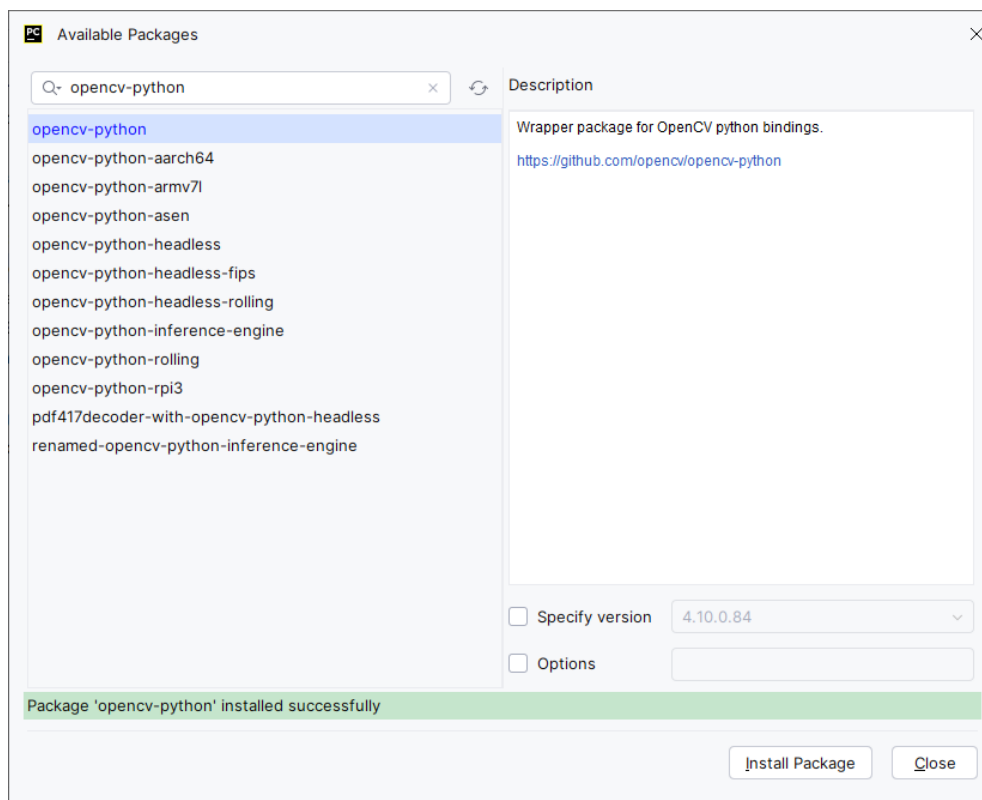 PC Available Packages
opencv-python
opencv-python
opencv-python-aarch64
opencv-python-armv7l
opencv-python-asen
opencv-python-headless
opencv-python-headless-fips
opencv-python-headless-rolling
opencv-python-inference-engine
opencv-python-rolling
opencv-python-rpi3
pdf417decoder-with-opencv-python-headless
renamed-opencv-python-inference-engine
Description
Wrapper package for OpenCV python bindings.
https://github.com/opencv/opencv-python
Specify version 4.10.0.84
Options
Package 'opencv-python' installed successfully
Install Package Close